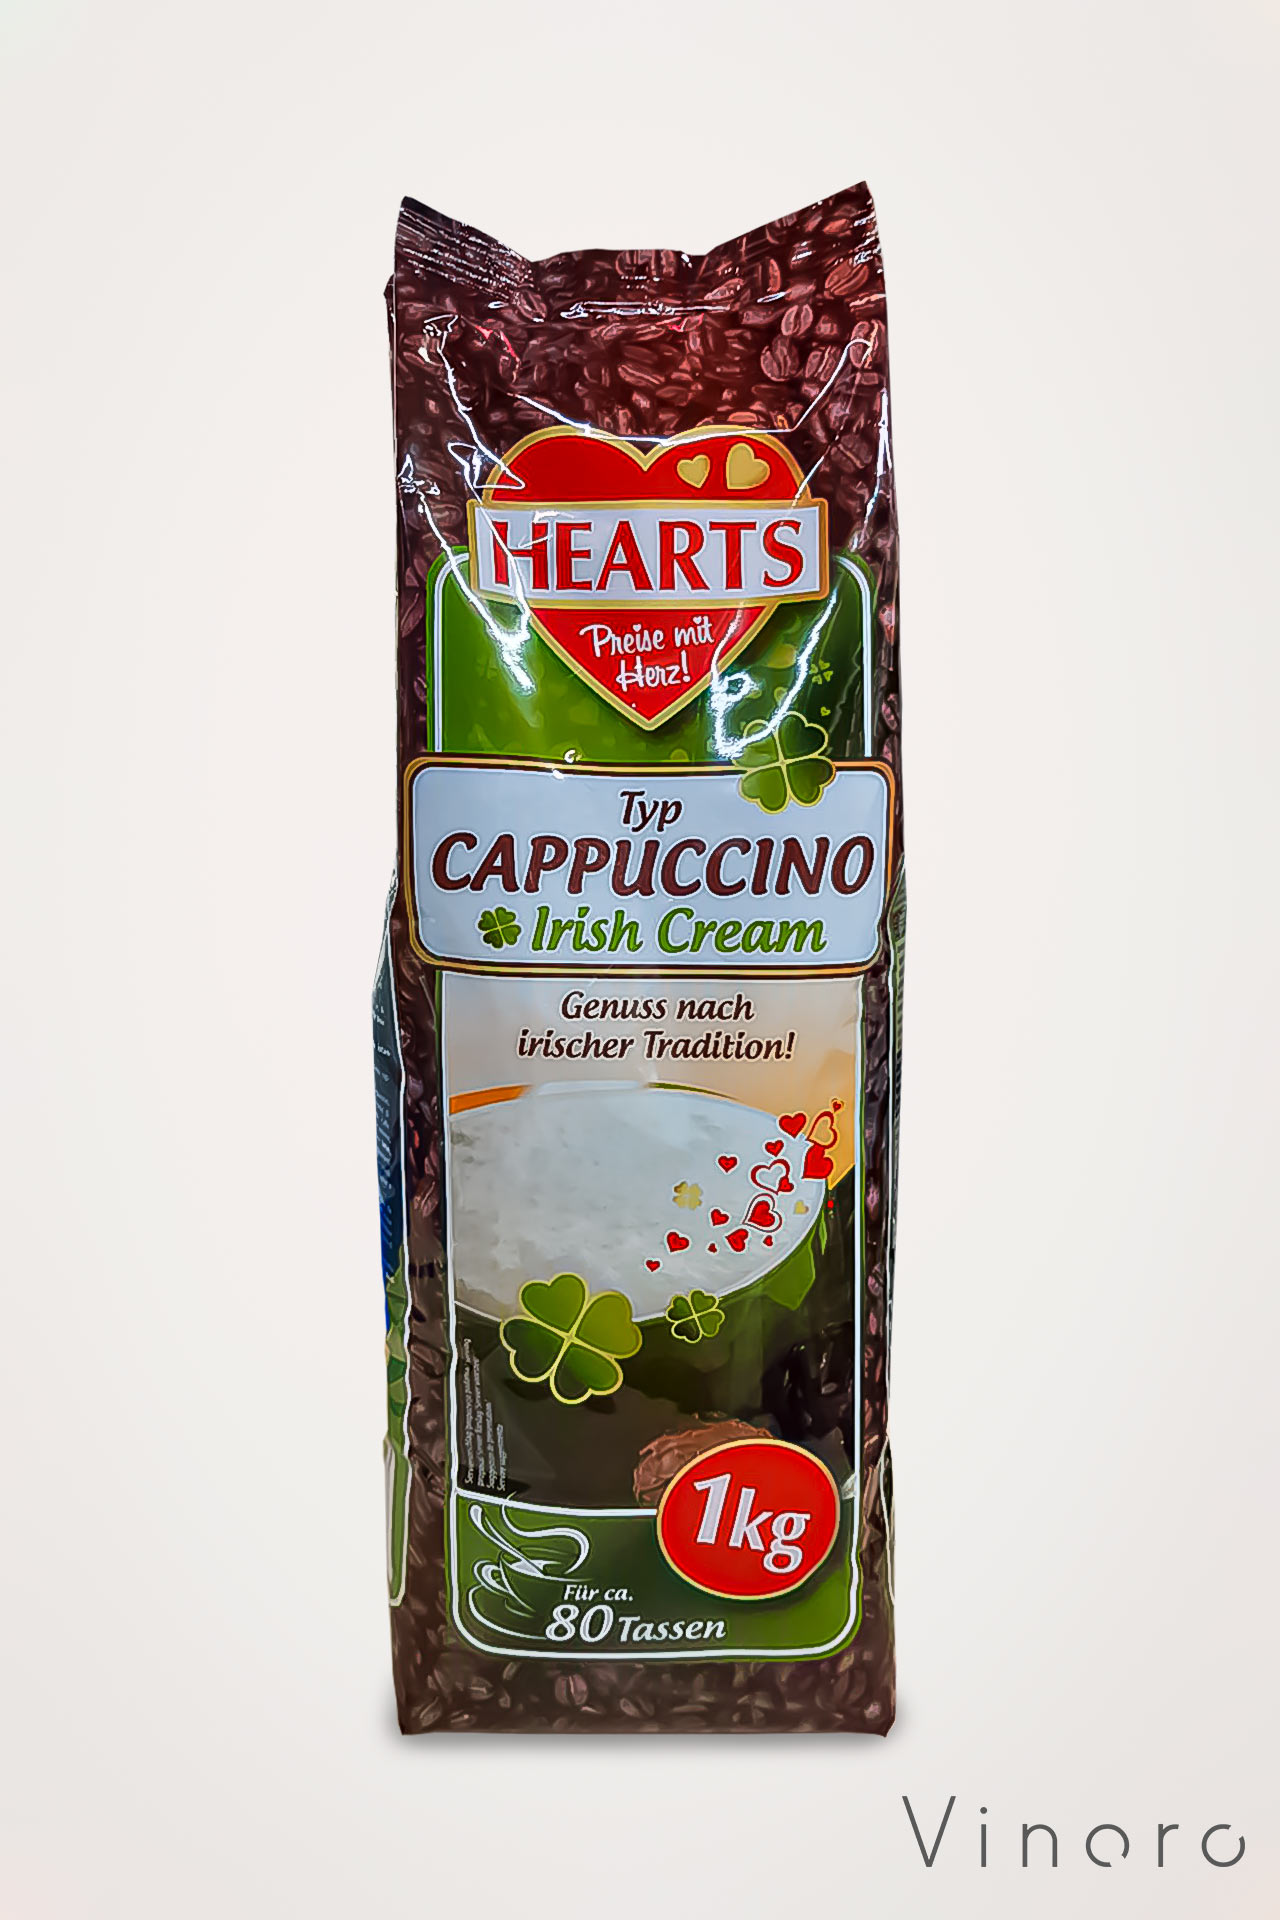 HEARTS
Preise mit
Herz!
Typ
CAPPUCCINO
Irish Cream
Genuss nach
irischer Tradition!
1kg
Für ca.
80 Tassen
Vinoro